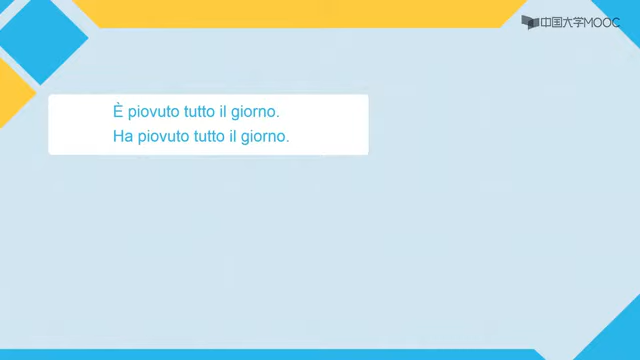 中国大学MOOC
È piovuto tutto il giorno.
Ha piovuto tutto il giorno.